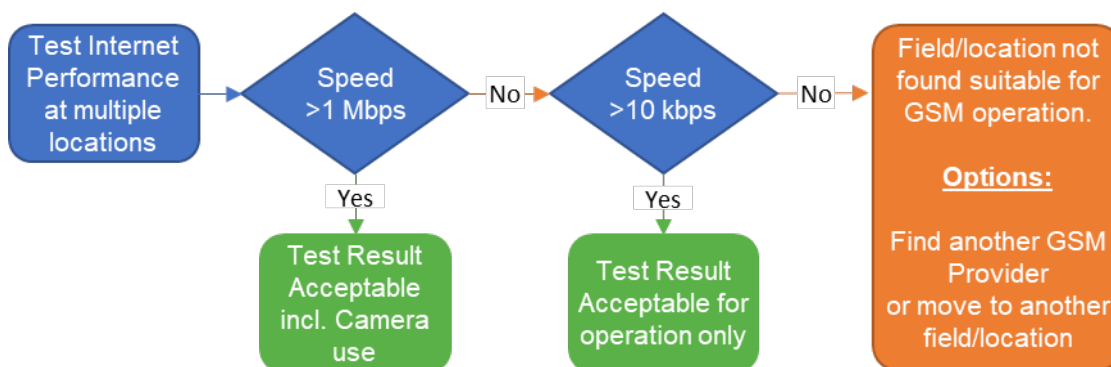 Test Internet
Performance
at multiple
locations
Speed
>1 Mbps
No
Speed
>10 kbps
No
Field/location not
found suitable for
GSM operation.
Options:
Find another GSM
Provider
or move to another
field/location
Yes
Yes
Test Result
Acceptable
incl. Camera
use
Test Result
Acceptable for
operation only